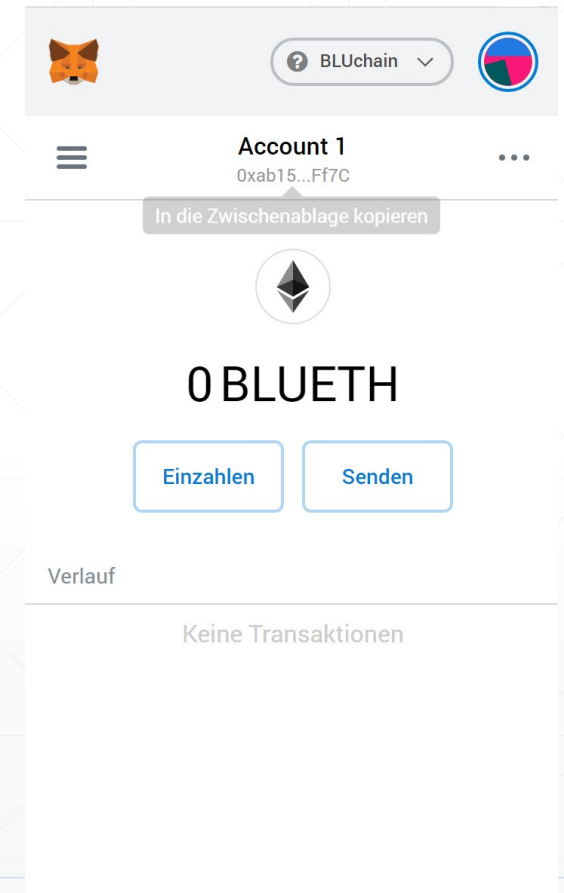 ? BLUchain
Account 1
0xab15...Ff7C
In die Zwischenablage kopieren
0 BLUETH
Einzahlen Senden
Verlauf
Keine Transaktionen